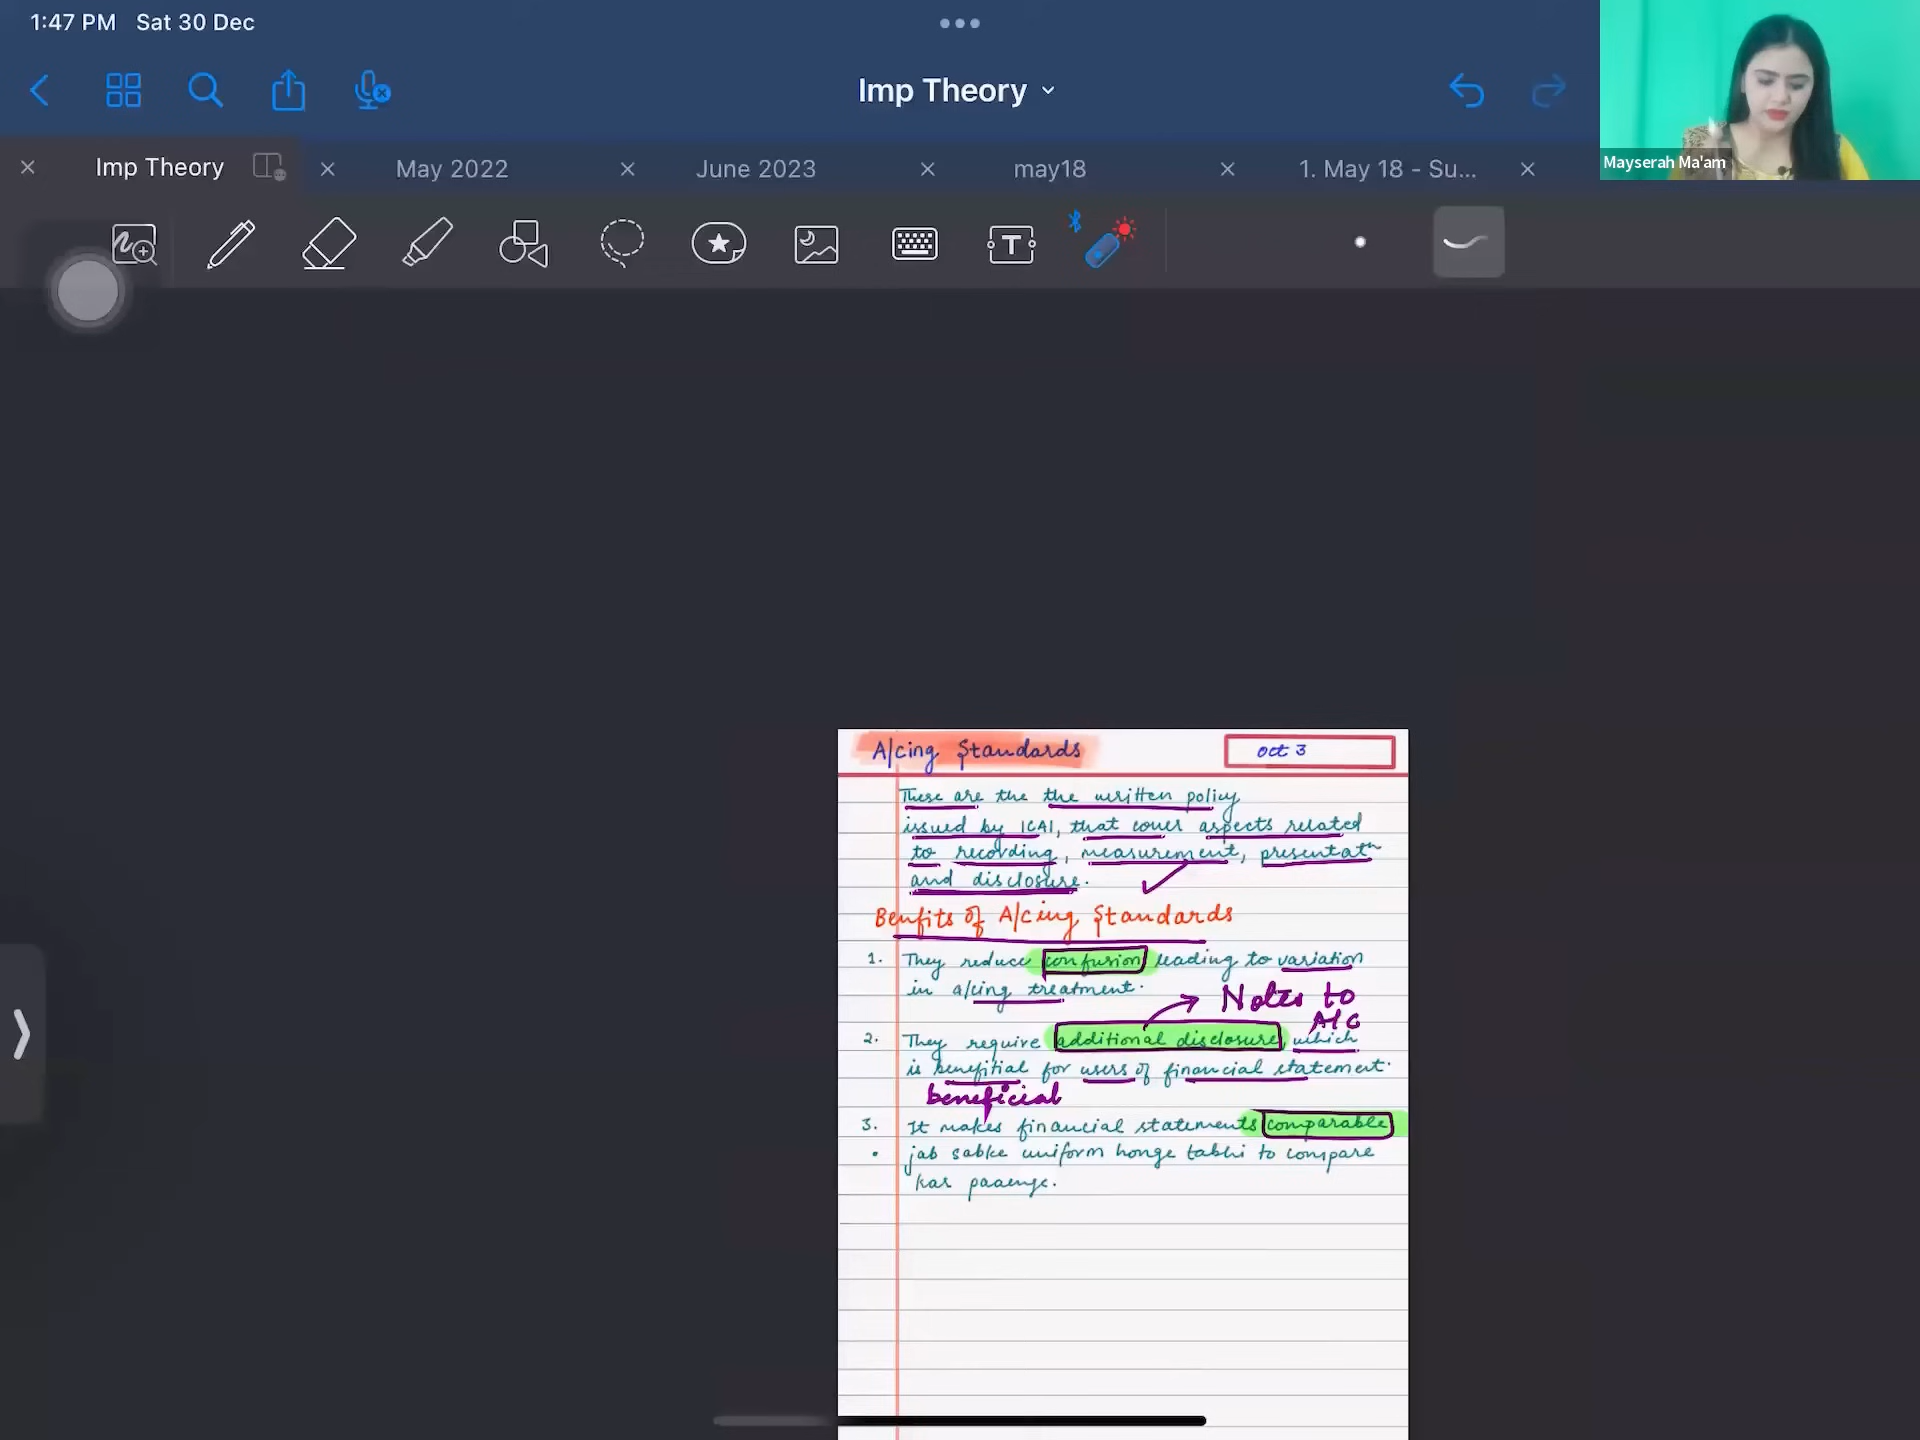 1:47 PM Sat 30 Dec
Imp Theory
Mayserah Ma'am
Imp Theory
May 2022
June 2023
may18
1. May 18 - Su...
T
A/cing Standards
Oct 3
These are the the written policy
issued by ICAI, that cover aspects related
to recording, measurement, presentatn
and disclosure.
Benfits of A/cing Standards
1. They reduce confusion leading to variation
in a/cing treatment.
Notes to
A/C
2. They require additional disclosure, which
is benefitial for users of financial statement.
beneficial
3. It makes financial statements comparable
• jab sabke uniform honge tabhi to compare
kar paaenge.